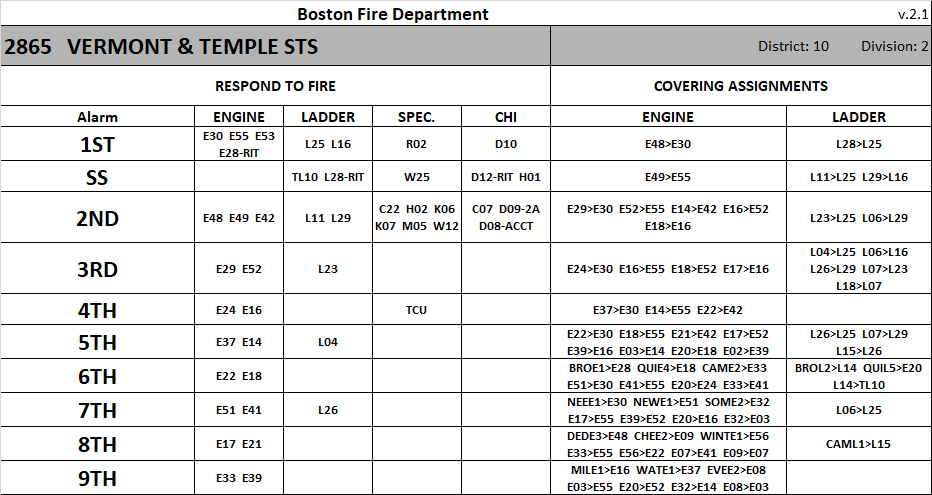 Boston Fire Department v.2.1
2865 VERMONT & TEMPLE STS District: 10 Division: 2
RESPOND TO FIRE COVERING ASSIGNMENTS
Alarm ENGINE LADDER SPEC. CHI ENGINE LADDER
1ST E30 E55 E53 E28-RIT L25 L16 R02 D10 E48>E30 L28>L25
SS TL10 L28-RIT W25 D12-RIT H01 E49>E55 L11>L25 L29>L16
2ND E48 E49 E42 L11 L29 C22 H02 K06 K07 M05 W12 C07 D09-2A D08-ACCT E29>E30 E52>E55 E14>E42 E16>E52 E18>E16 L23>L25 L06>L29
3RD E29 E52 L23 E24>E30 E16>E55 E18>E52 E17>E16 L04>L25 L06>L16 L26>L29 L07>L23 L18>L07
4TH E24 E16 TCU E37>E30 E14>E55 E22>E42
5TH E37 E14 L04 E22>E30 E18>E55 E21>E42 E17>E52 E39>E16 E03>E14 E20>E18 E02>E39 L26>L25 L07>L29 L15>L26
6TH E22 E18 BROE1>E28 QUIE4>E18 CAME2>E33 E51>E30 E41>E55 E20>E24 E33>E41 BROL2>L14 QUIL5>E20 L14>TL10
7TH E51 E41 L26 NEEE1>E30 NEWE1>E51 SOME2>E32 E17>E55 E39>E52 E20>E16 E32>E03 L06>L25
8TH E17 E21 DEDE3>E48 CHEE2>E09 WINTE1>E56 E33>E55 E56>E22 E07>E41 E09>E07 CAML1>L15
9TH E33 E39 MILE1>E16 WATE1>E37 EVEE2>E08 E03>E55 E20>E52 E32>E14 E08>E03